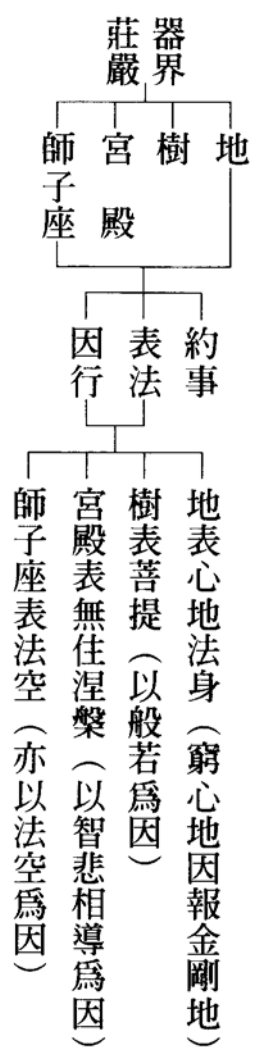 器界
莊嚴
地
樹
宮殿
師子座
約事
表法
因行
地表心地法身（窮心地因報金剛地）
樹表菩提（以般若爲因）
宮殿表無住涅槃（以智悲相導爲因）
師子座表法空（亦以法空爲因）